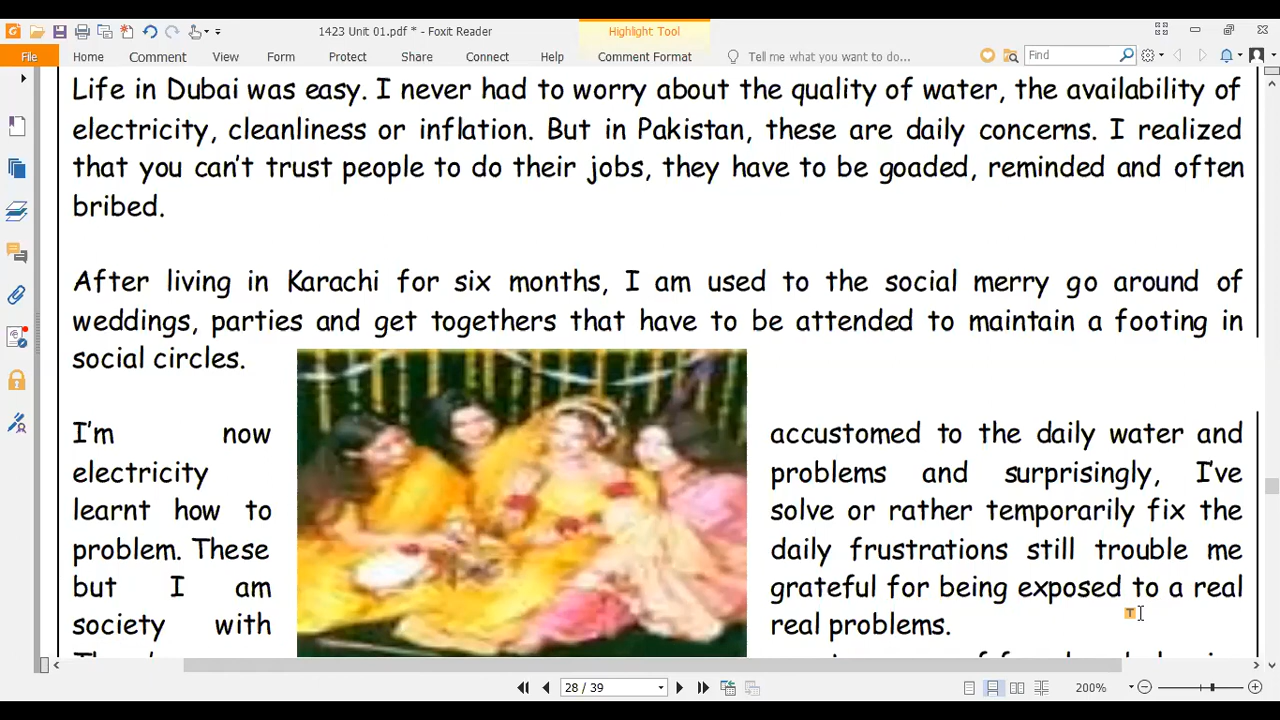 1423 Unit 01.pdf * - Foxit Reader
Highlight Tool
File Home Comment View Form Protect Share Connect Help Comment Format Tell me what you want to do... Find
Life in Dubai was easy. I never had to worry about the quality of water, the availability of
electricity, cleanliness or inflation. But in Pakistan, these are daily concerns. I realized
that you can't trust people to do their jobs, they have to be goaded, reminded and often
bribed.
After living in Karachi for six months, I am used to the social merry go around of
weddings, parties and get togethers that have to be attended to maintain a footing in
social circles.
I'm now accustomed to the daily water and
electricity problems and surprisingly, I've
learnt how to solve or rather temporarily fix the
problem. These daily frustrations still trouble me
but I am grateful for being exposed to a real
society with real problems.
28 / 39
200%